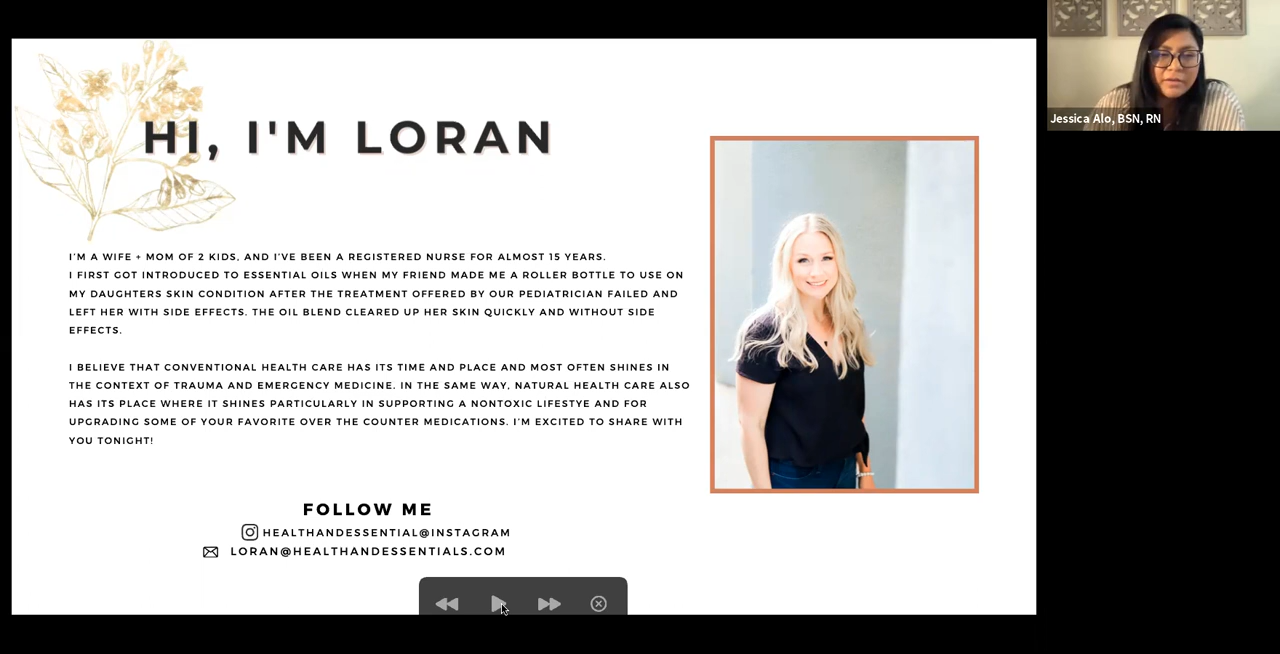 HI, I'M LORAN
I'M A WIFE + MOM OF 2 KIDS, AND I'VE BEEN A REGISTERED NURSE FOR ALMOST 15 YEARS.
I FIRST GOT INTRODUCED TO ESSENTIAL OILS WHEN MY FRIEND MADE ME A ROLLER BOTTLE TO USE ON
MY DAUGHTERS SKIN CONDITION AFTER THE TREATMENT OFFERED BY OUR PEDIATRICIAN FAILED AND
LEFT HER WITH SIDE EFFECTS. THE OIL BLEND CLEARED UP HER SKIN QUICKLY AND WITHOUT SIDE
EFFECTS.
I BELIEVE THAT CONVENTIONAL HEALTH CARE HAS ITS TIME AND PLACE AND MOST OFTEN SHINES IN
THE CONTEXT OF TRAUMA AND EMERGENCY MEDICINE. IN THE SAME WAY, NATURAL HEALTH CARE ALSO
HAS ITS PLACE WHERE IT SHINES PARTICULARLY IN SUPPORTING A NONTOXIC LIFESTYE AND FOR
UPGRADING SOME OF YOUR FAVORITE OVER THE COUNTER MEDICATIONS. I'M EXCITED TO SHARE WITH
YOU TONIGHT!
FOLLOW ME
HEALTHANDESSENTIAL@INSTAGRAM
LORAN@HEALTHANDESSENTIALS.COM
Jessica Alo, BSN, RN